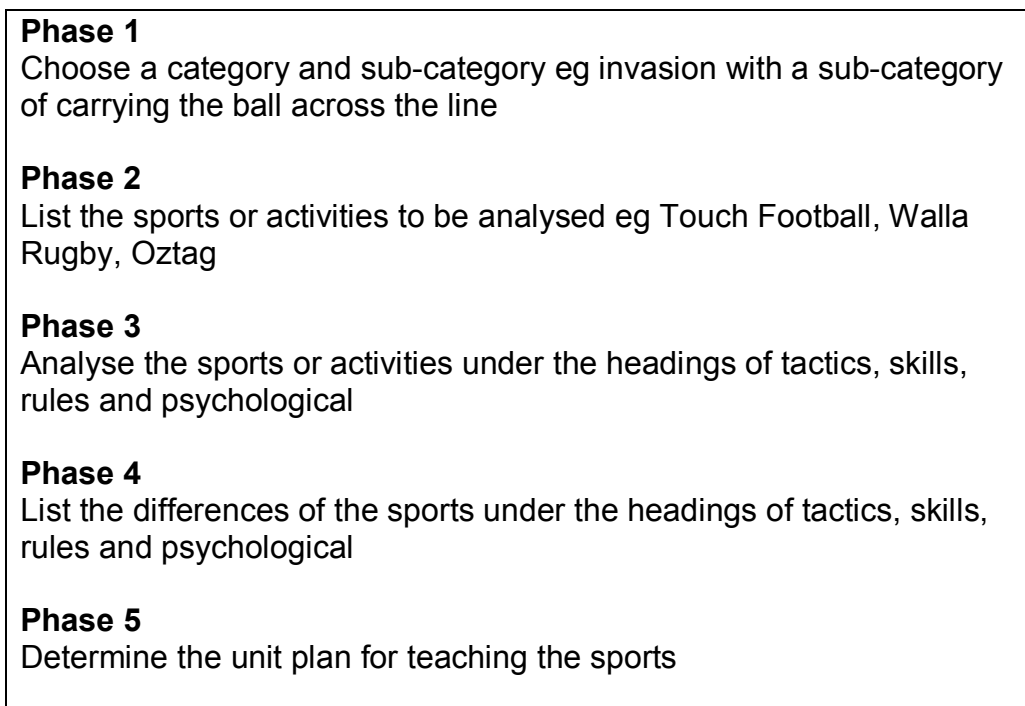 Phase 1
Choose a category and sub-category eg invasion with a sub-category
of carrying the ball across the line
Phase 2
List the sports or activities to be analysed eg Touch Football, Walla
Rugby, Oztag
Phase 3
Analyse the sports or activities under the headings of tactics, skills,
rules and psychological
Phase 4
List the differences of the sports under the headings of tactics, skills,
rules and psychological
Phase 5
Determine the unit plan for teaching the sports